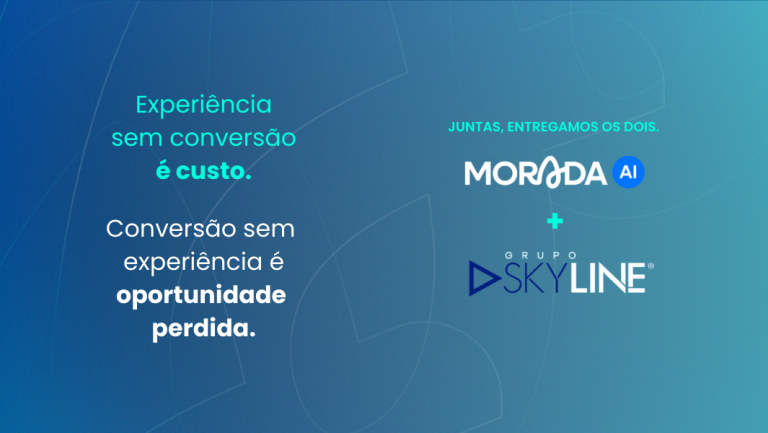 Experiência
sem conversão
é custo.
Conversão sem
experiência é
oportunidade
perdida.
JUNTAS, ENTREGAMOS OS DOIS.
MORADA AI
+
GRUPO
SKYLINE®